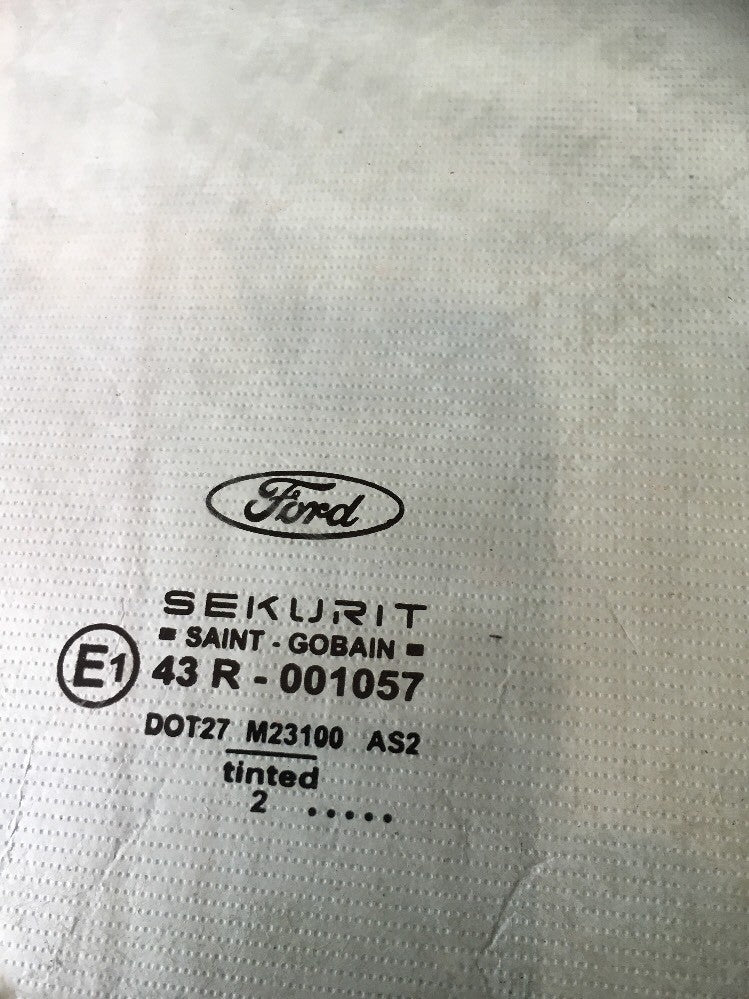 Ford
SEKURIT
SAINT - GOBAIN
E1 43 R - 001057
DOT27 M23100 AS2
tinted
2 .....